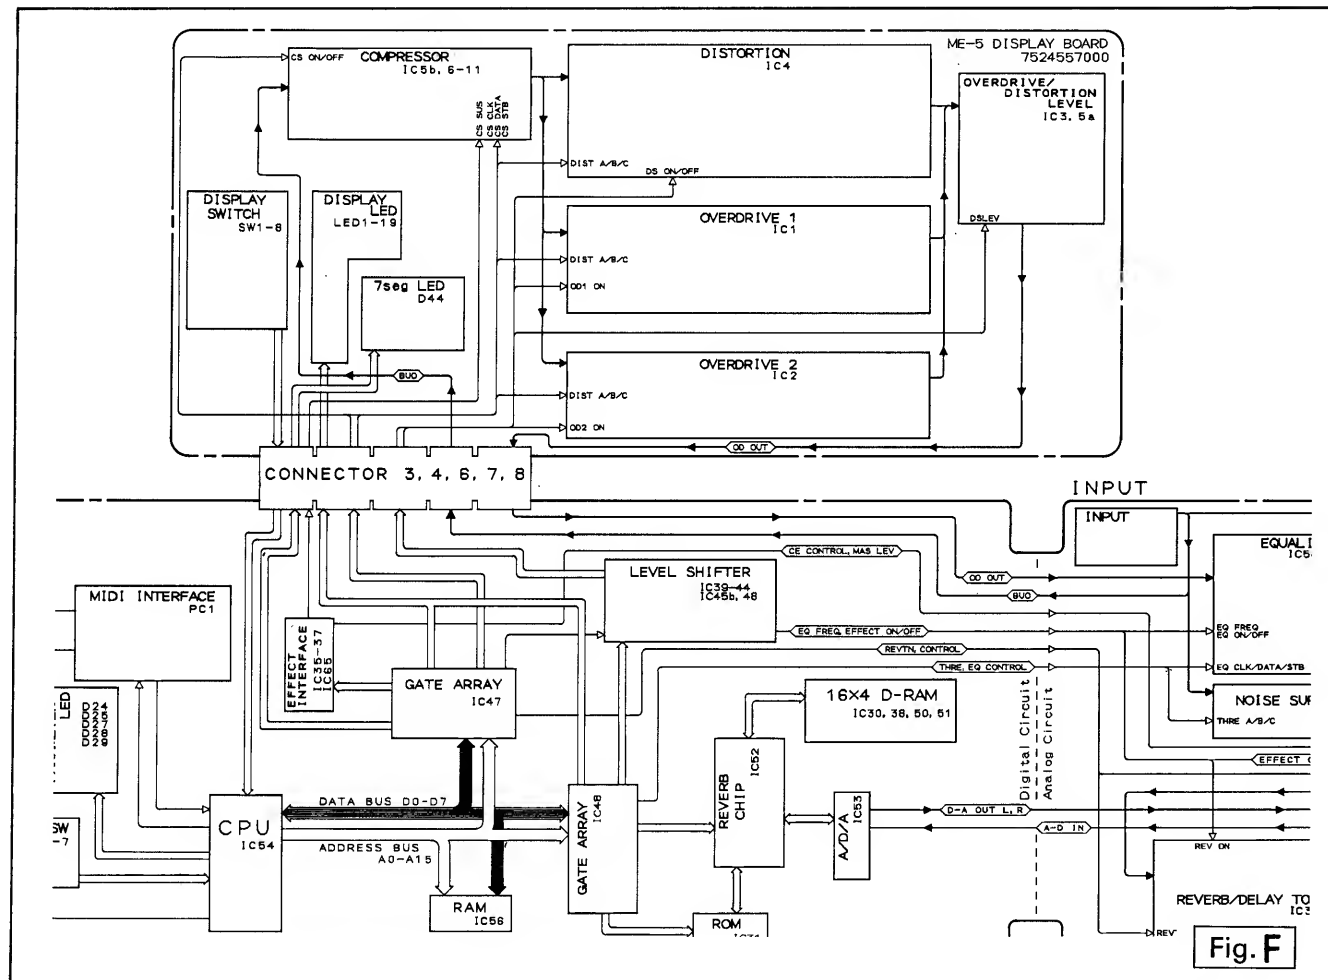 ME-5 DISPLAY BOARD
7524557000
COMPRESSOR
IC5b, 6-11
CS ON/OFF
CS SUS
CS CLK
CS DATA
CS STB
DISTORTION
IC4
DIST A/B/C
DS ON/OFF
OVERDRIVE/
DISTORTION
LEVEL
IC3, 5a
DSLEV
DISPLAY
SWITCH
SW1-8
DISPLAY
LED
LED1-19
7seg LED
D44
OVERDRIVE 1
IC1
DIST A/B/C
OD1 ON
OVERDRIVE 2
IC2
DIST A/B/C
OD2 ON
BUO
OD OUT
CONNECTOR 3, 4, 6, 7, 8
INPUT
INPUT
CE CONTROL, MAS LEV
EQUALI
IC5
OD OUT
BUO
EQ FREQ
EQ ON/OFF
EQ CLK/DATA/STB
MIDI INTERFACE
PC1
LEVEL SHIFTER
IC39-44
IC45b, 48
EQ FREQ, EFFECT ON/OFF
REVTN, CONTROL
THRE, EQ CONTROL
EFFECT
INTERFACE
IC35-37
IC65
GATE ARRAY
IC47
16X4 D-RAM
IC30, 38, 50, 51
Digital Circuit
Analog Circuit
NOISE SUP
THRE A/B/C
EFFECT
LED
D24
D25
D27
D28
D29
REVERB
CHIP
IC52
DATA BUS D0-D7
CPU
IC54
ADDRESS BUS
A0-A15
GATE ARRAY
IC48
A/D/A
IC53
D-A OUT L, R
A-D IN
SW
-7
REV ON
RAM
IC56
ROM
REVERB/DELAY TO
IC3
REV
Fig. F